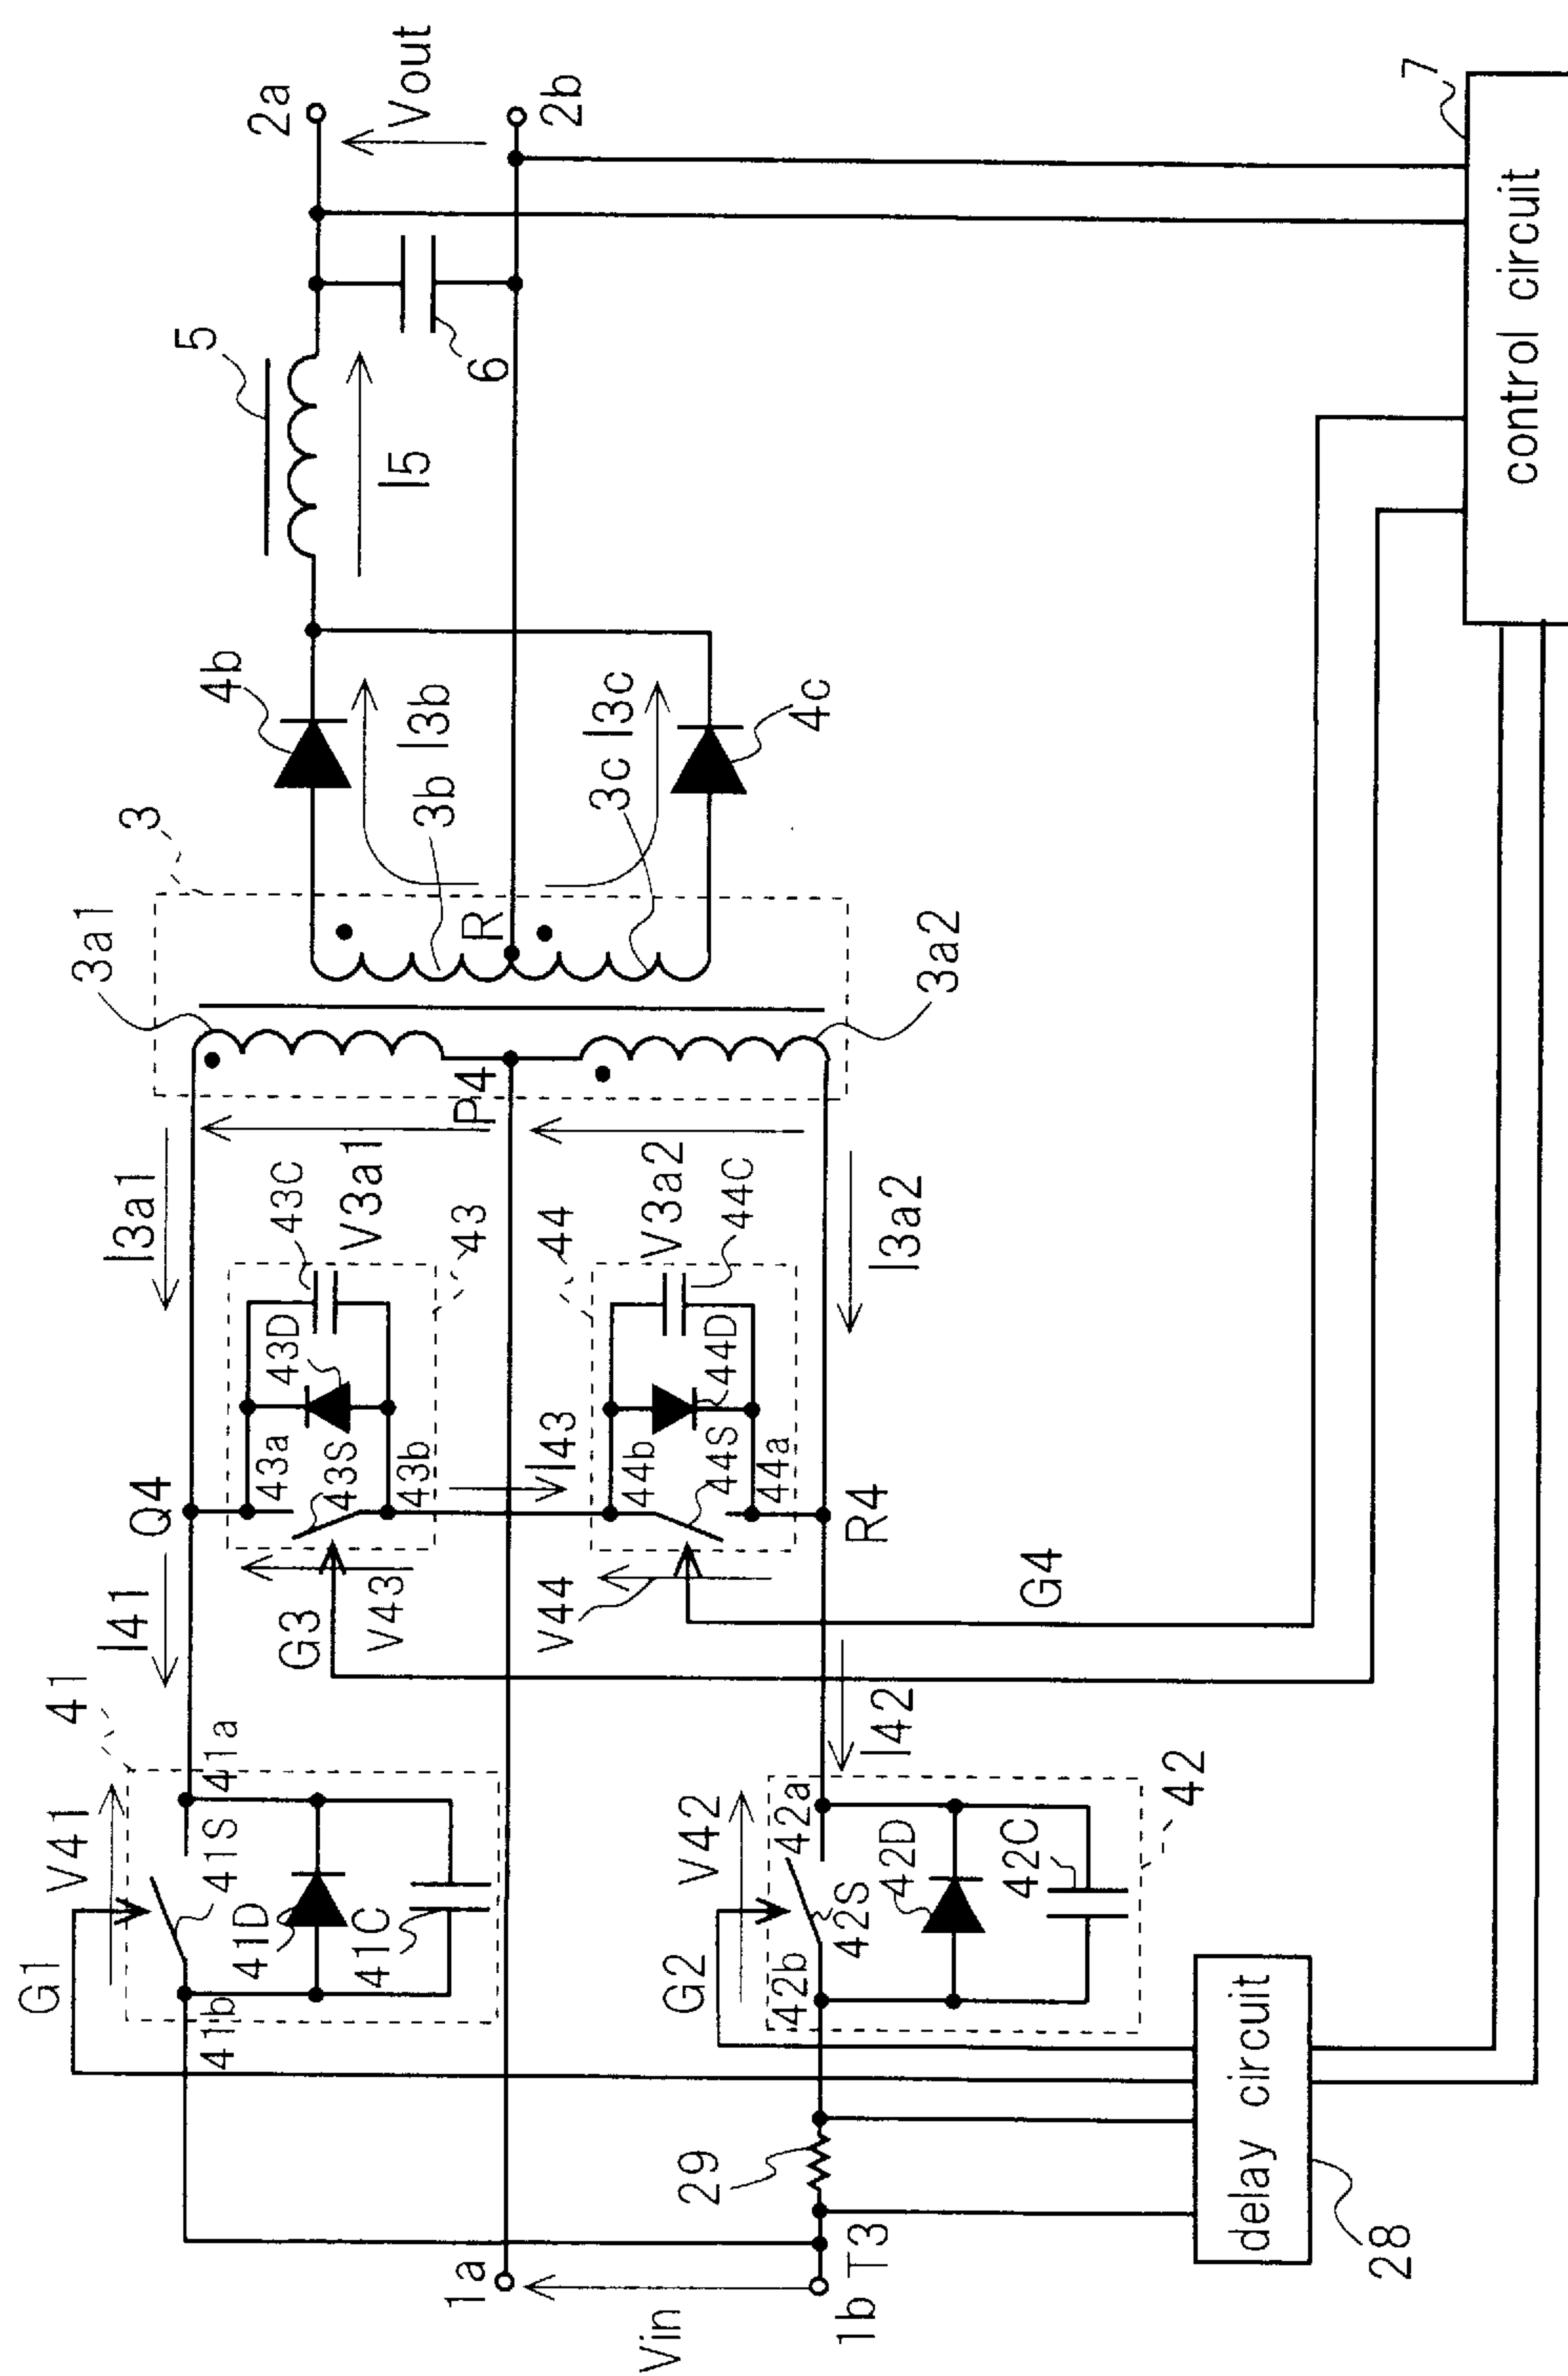 3
3a1
3b
3c
3a2
R
P4
4b
4c
I3b
I3c
5
I5
6
2a
2b
Vout
7
control circuit
I3a1
V3a1
V3a2
I3a2
43
43C
43D
43a
43S
43b
44
44C
44D
44b
44S
44a
I43
V43
V44
Q4
R4
G3
G4
I41
I42
41
V41
41a
41S
41D
41C
41b
G1
42
V42
42a
42S
42D
42C
42b
G2
29
delay circuit
28
1a
1b
T3
Vin